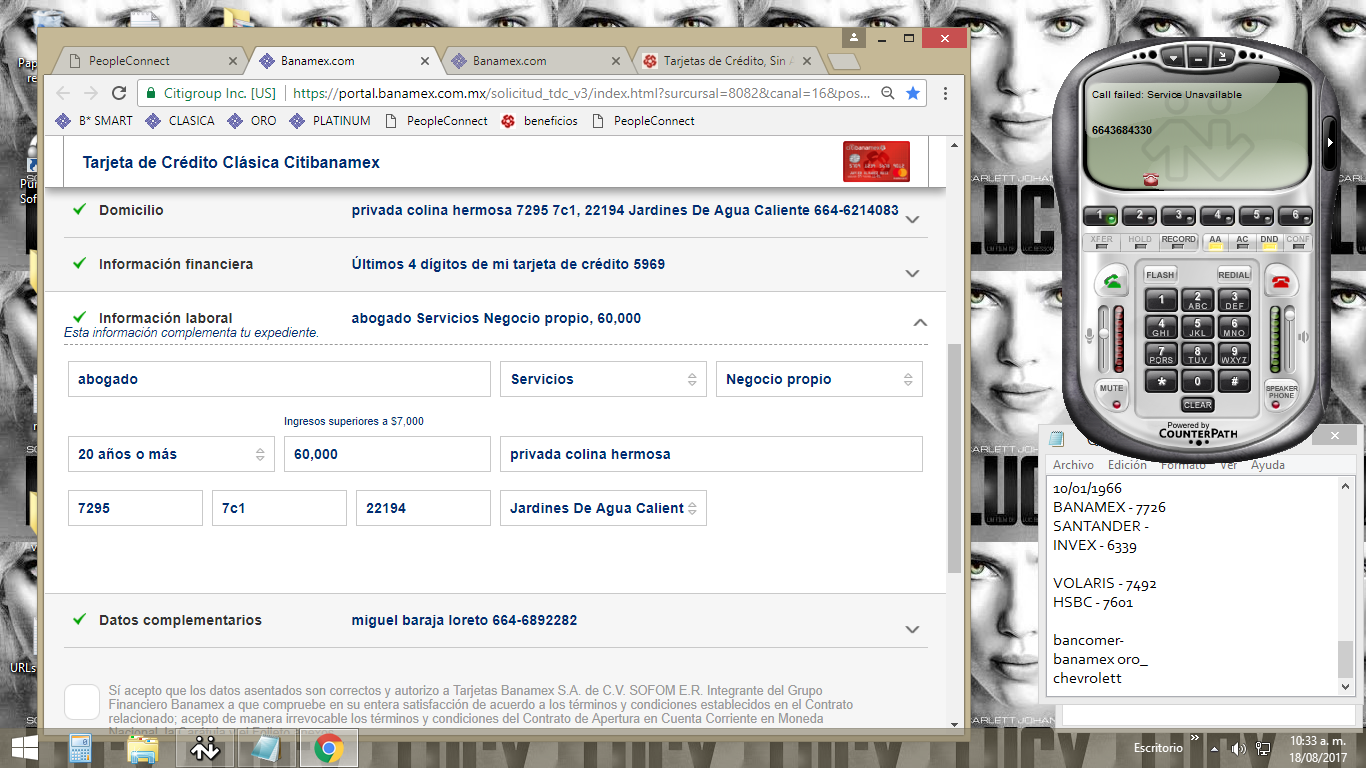 PeopleConnect
Banamex.com
Banamex.com
Tarjetas de Crédito, Sin
Citigroup Inc. [US]
https://portal.banamex.com.mx/solicitud_tdc_v3/index.html?surcursal=8082&canal=16&pos...
B* SMART
CLASICA
ORO
PLATINUM
PeopleConnect
beneficios
PeopleConnect
Tarjeta de Crédito Clásica Citibanamex
Domicilio
privada colina hermosa 7295 7c1, 22194 Jardines De Agua Caliente 664-6214083
Información financiera
Últimos 4 dígitos de mi tarjeta de crédito 5969
Información laboral
abogado Servicios Negocio propio, 60,000
Esta información complementa tu expediente.
abogado
Servicios
Negocio propio
Ingresos superiores a $7,000
20 años o más
60,000
privada colina hermosa
7295
7c1
22194
Jardines De Agua Calient
Datos complementarios
miguel baraja loreto 664-6892282
Sí acepto que los datos asentados son correctos y autorizo a Tarjetas Banamex S.A. de C.V. SOFOM E.R. Integrante del Grupo
Financiero Banamex a que compruebe en su entera satisfacción de acuerdo a los términos y condiciones establecidos en el Contrato
relacionado; acepto de manera irrevocable los términos y condiciones del Contrato de Apertura en Cuenta Corriente en Moneda
Call failed: Service Unavailable
6643684330
1 2 3 4 5 6
XFER HOLD RECORD AA AC DND CONF
FLASH
REDIAL
1
2 ABC
3 DEF
4 GHI
5 JKL
6 MNO
7 PQRS
8 TUV
9 WXYZ
* 0 #
MUTE
SPEAKER PHONE
CLEAR
Powered by
COUNTERPATH
Archivo Edición Formato Ver Ayuda
10/01/1966
BANAMEX - 7726
SANTANDER -
INVEX - 6339
VOLARIS - 7492
HSBC - 7601
bancomer-
banamex oro_
chevrolett
URLs
LUCY
Escritorio
10:33 a. m.
18/08/2017